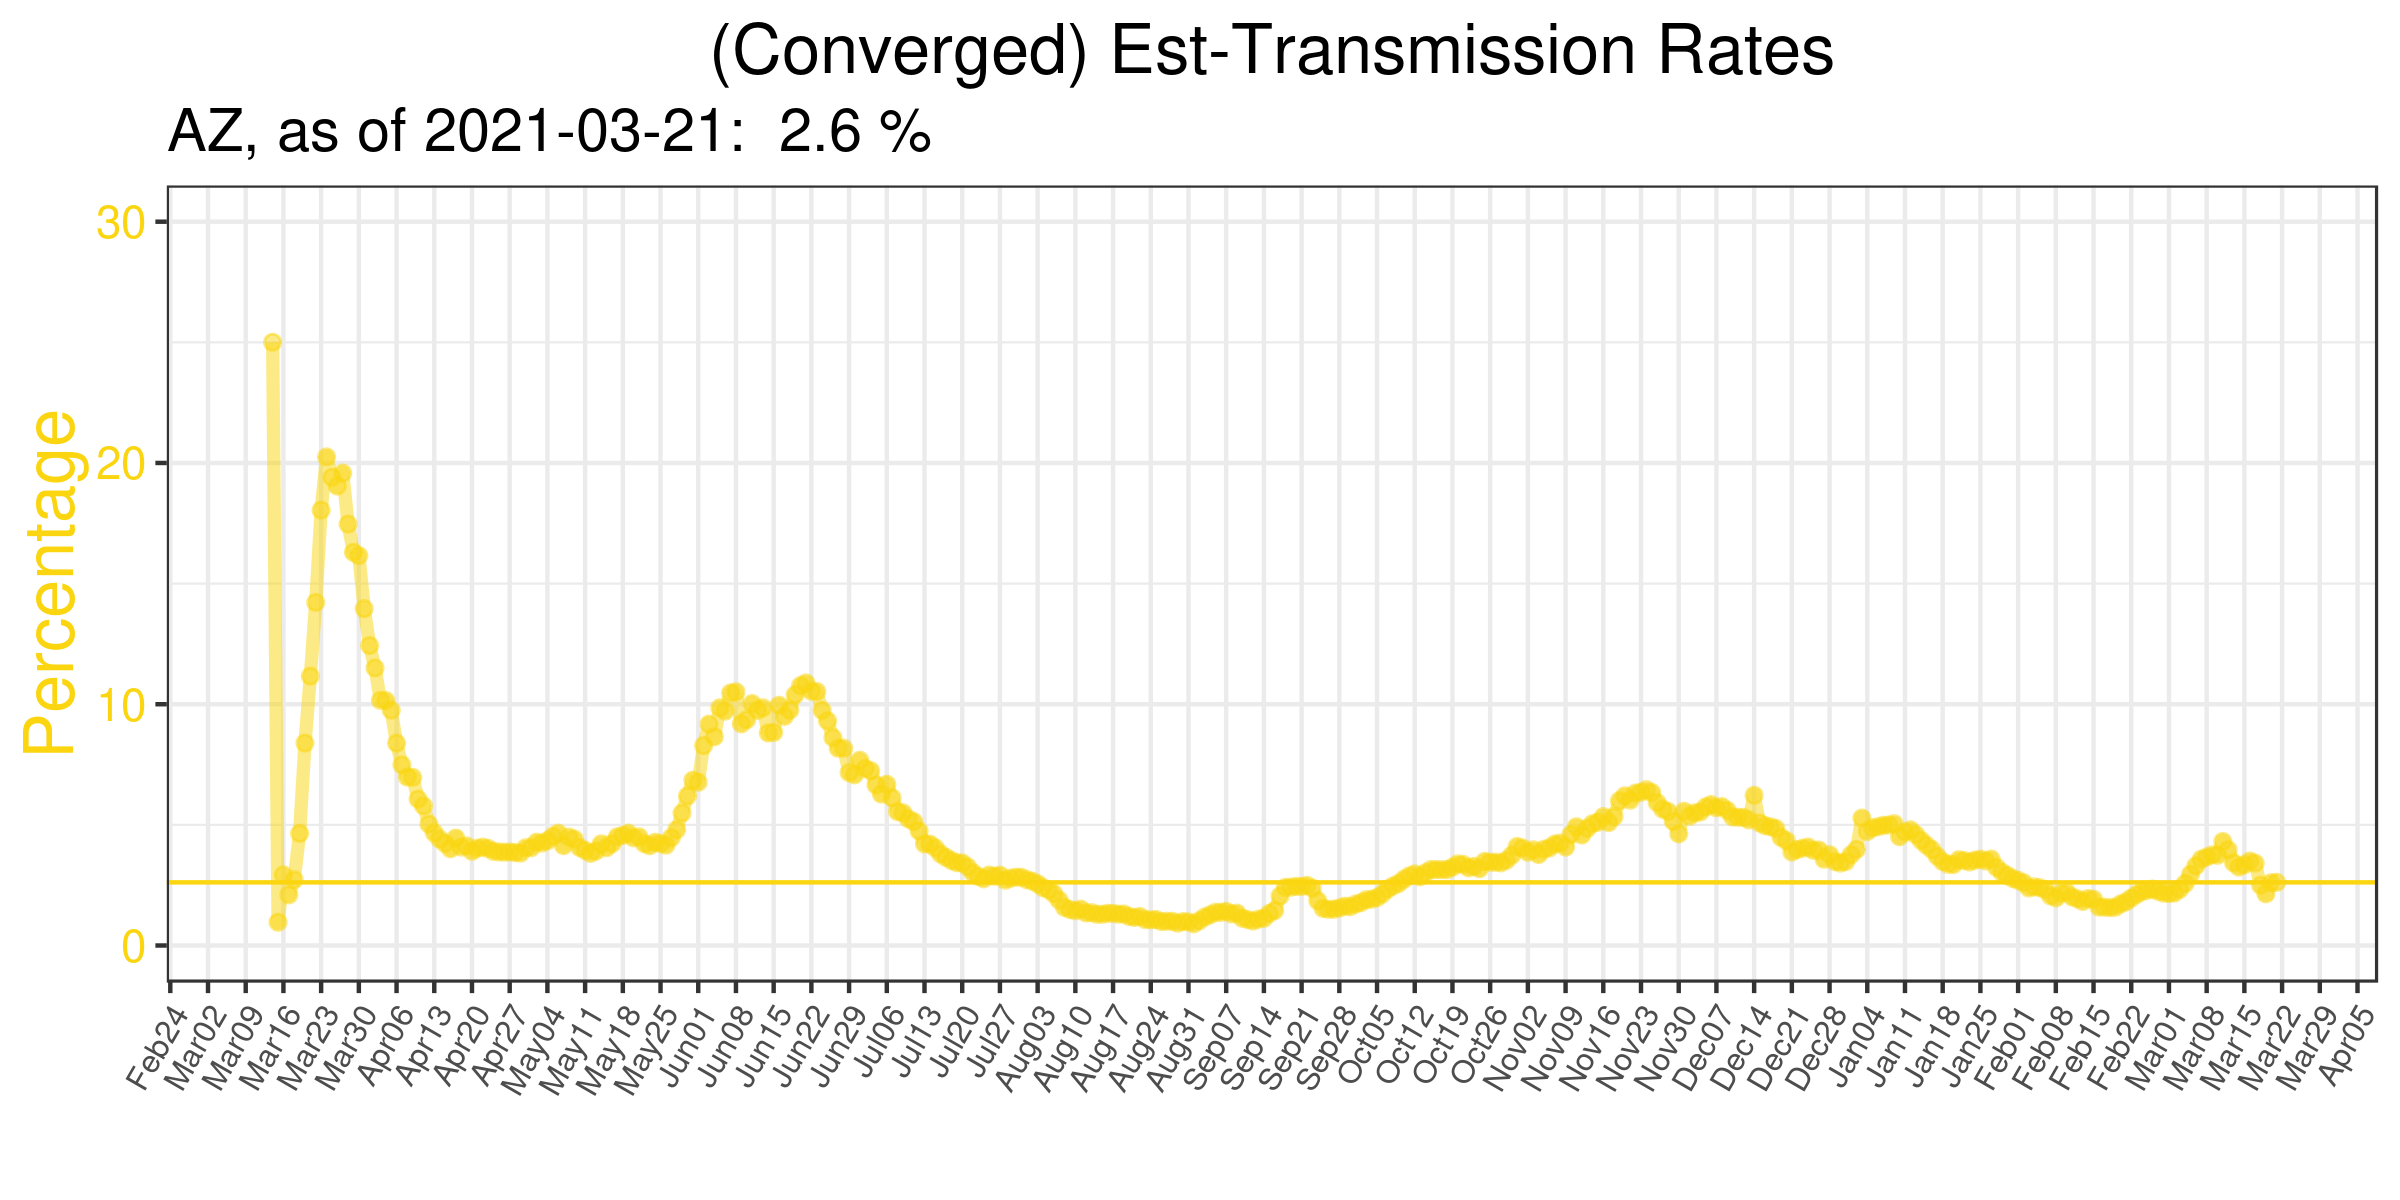 (Converged) Est-Transmission Rates
AZ, as of 2021-03-21:  2.6 %
Percentage
30
20
10
0
Feb24
Mar02
Mar09
Mar16
Mar23
Mar30
Apr06
Apr13
Apr20
Apr27
May04
May11
May18
May25
Jun01
Jun08
Jun15
Jun22
Jun29
Jul06
Jul13
Jul20
Jul27
Aug03
Aug10
Aug17
Aug24
Aug31
Sep07
Sep14
Sep21
Sep28
Oct05
Oct12
Oct19
Oct26
Nov02
Nov09
Nov16
Nov23
Nov30
Dec07
Dec14
Dec21
Dec28
Jan04
Jan11
Jan18
Jan25
Feb01
Feb08
Feb15
Feb22
Mar01
Mar08
Mar15
Mar22
Mar29
Apr05